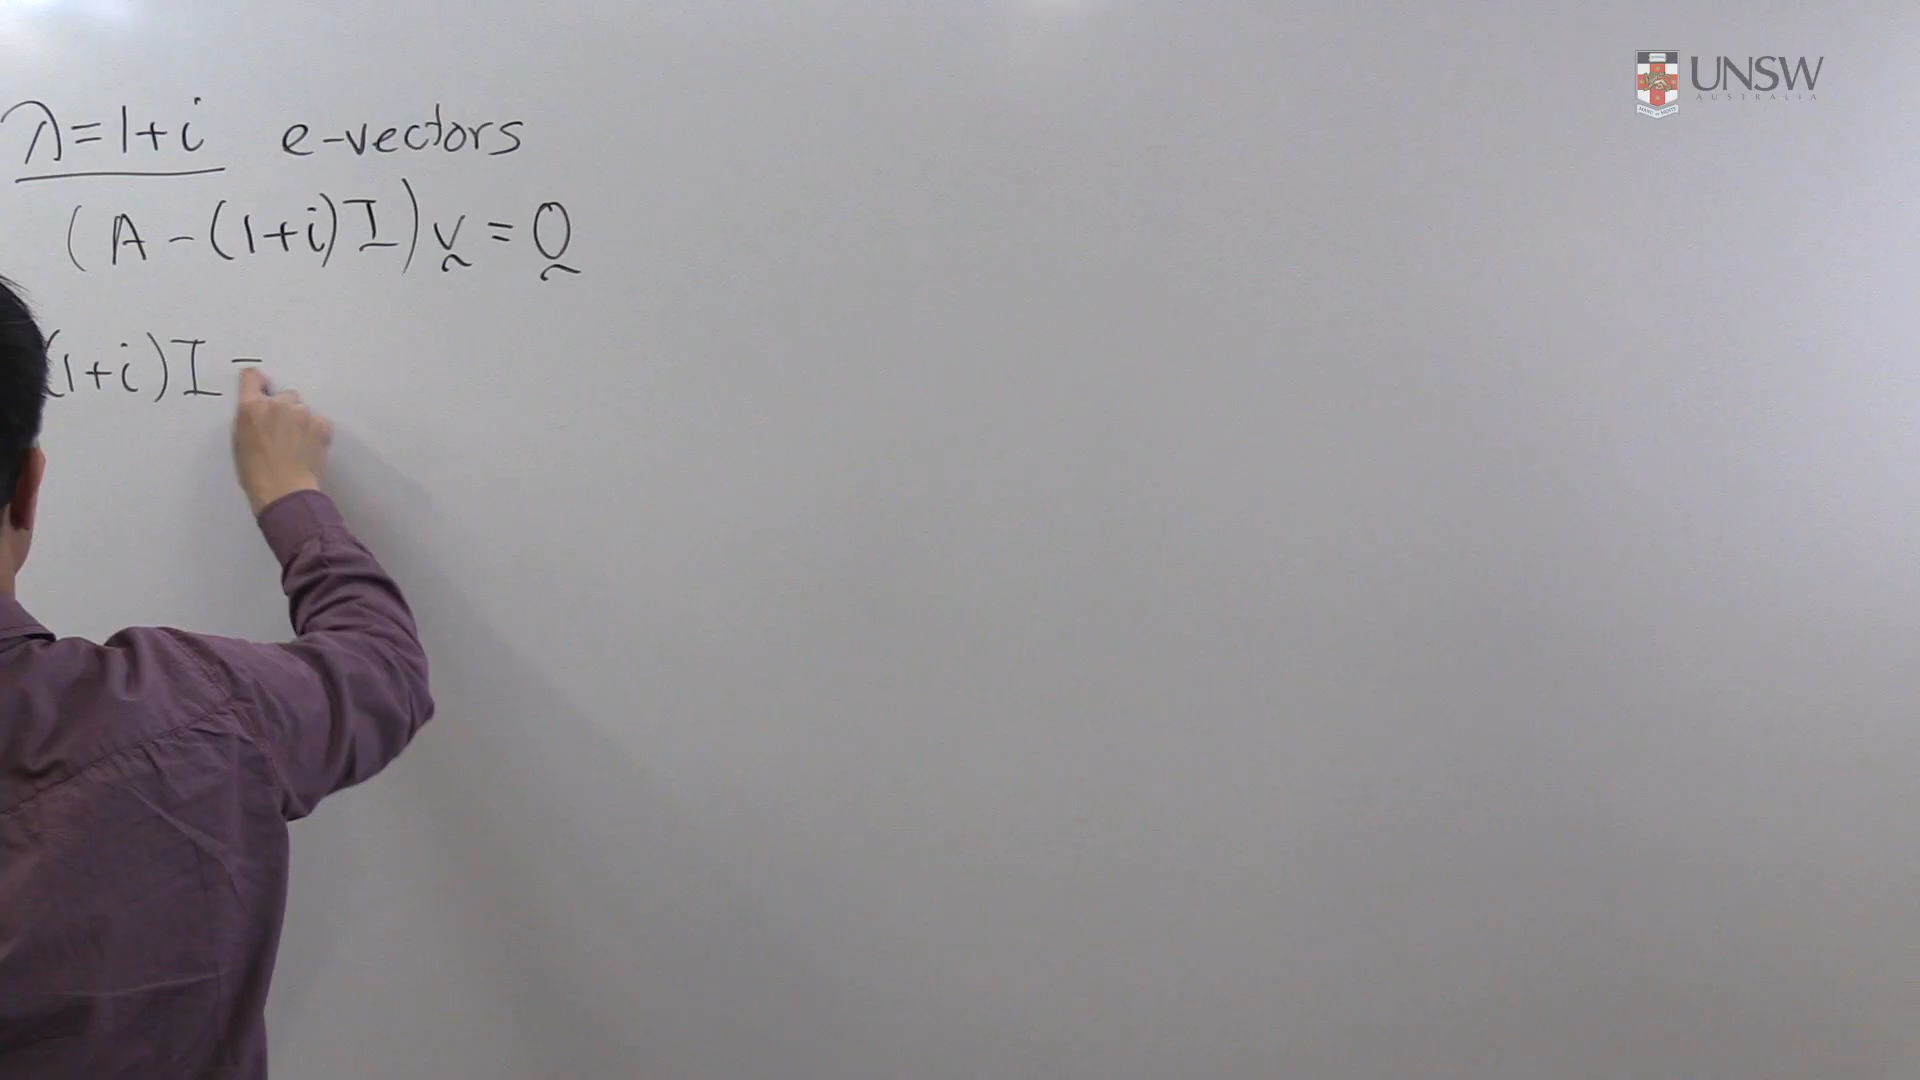 λ=1+i e-vectors
(A-(1+i)I)v=0
(1+i)I=
UNSW
AUSTRALIA